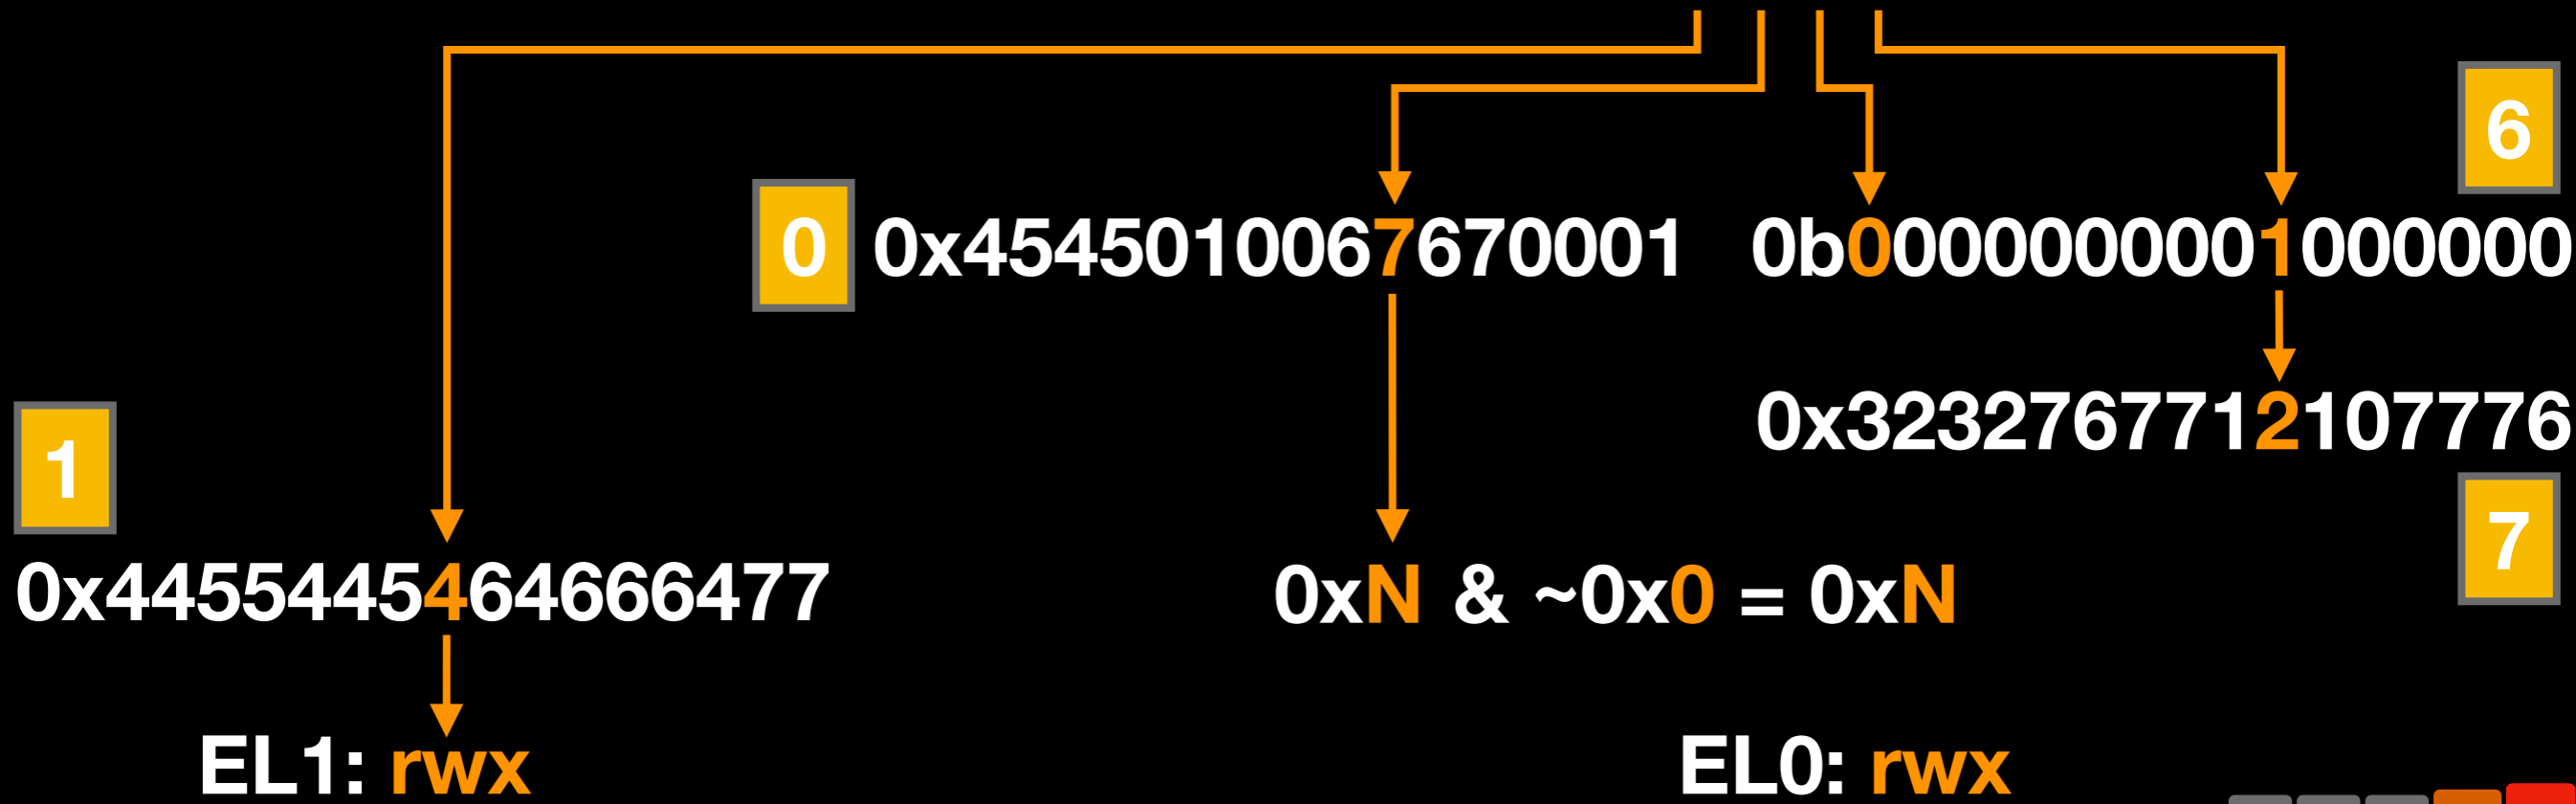 6
0 0x4545010067670001 0b0000000001000000
0x3232767712107776
1
7
0x4455445464666477 0xN & ~0x0 = 0xN
EL1: rwx EL0: rwx